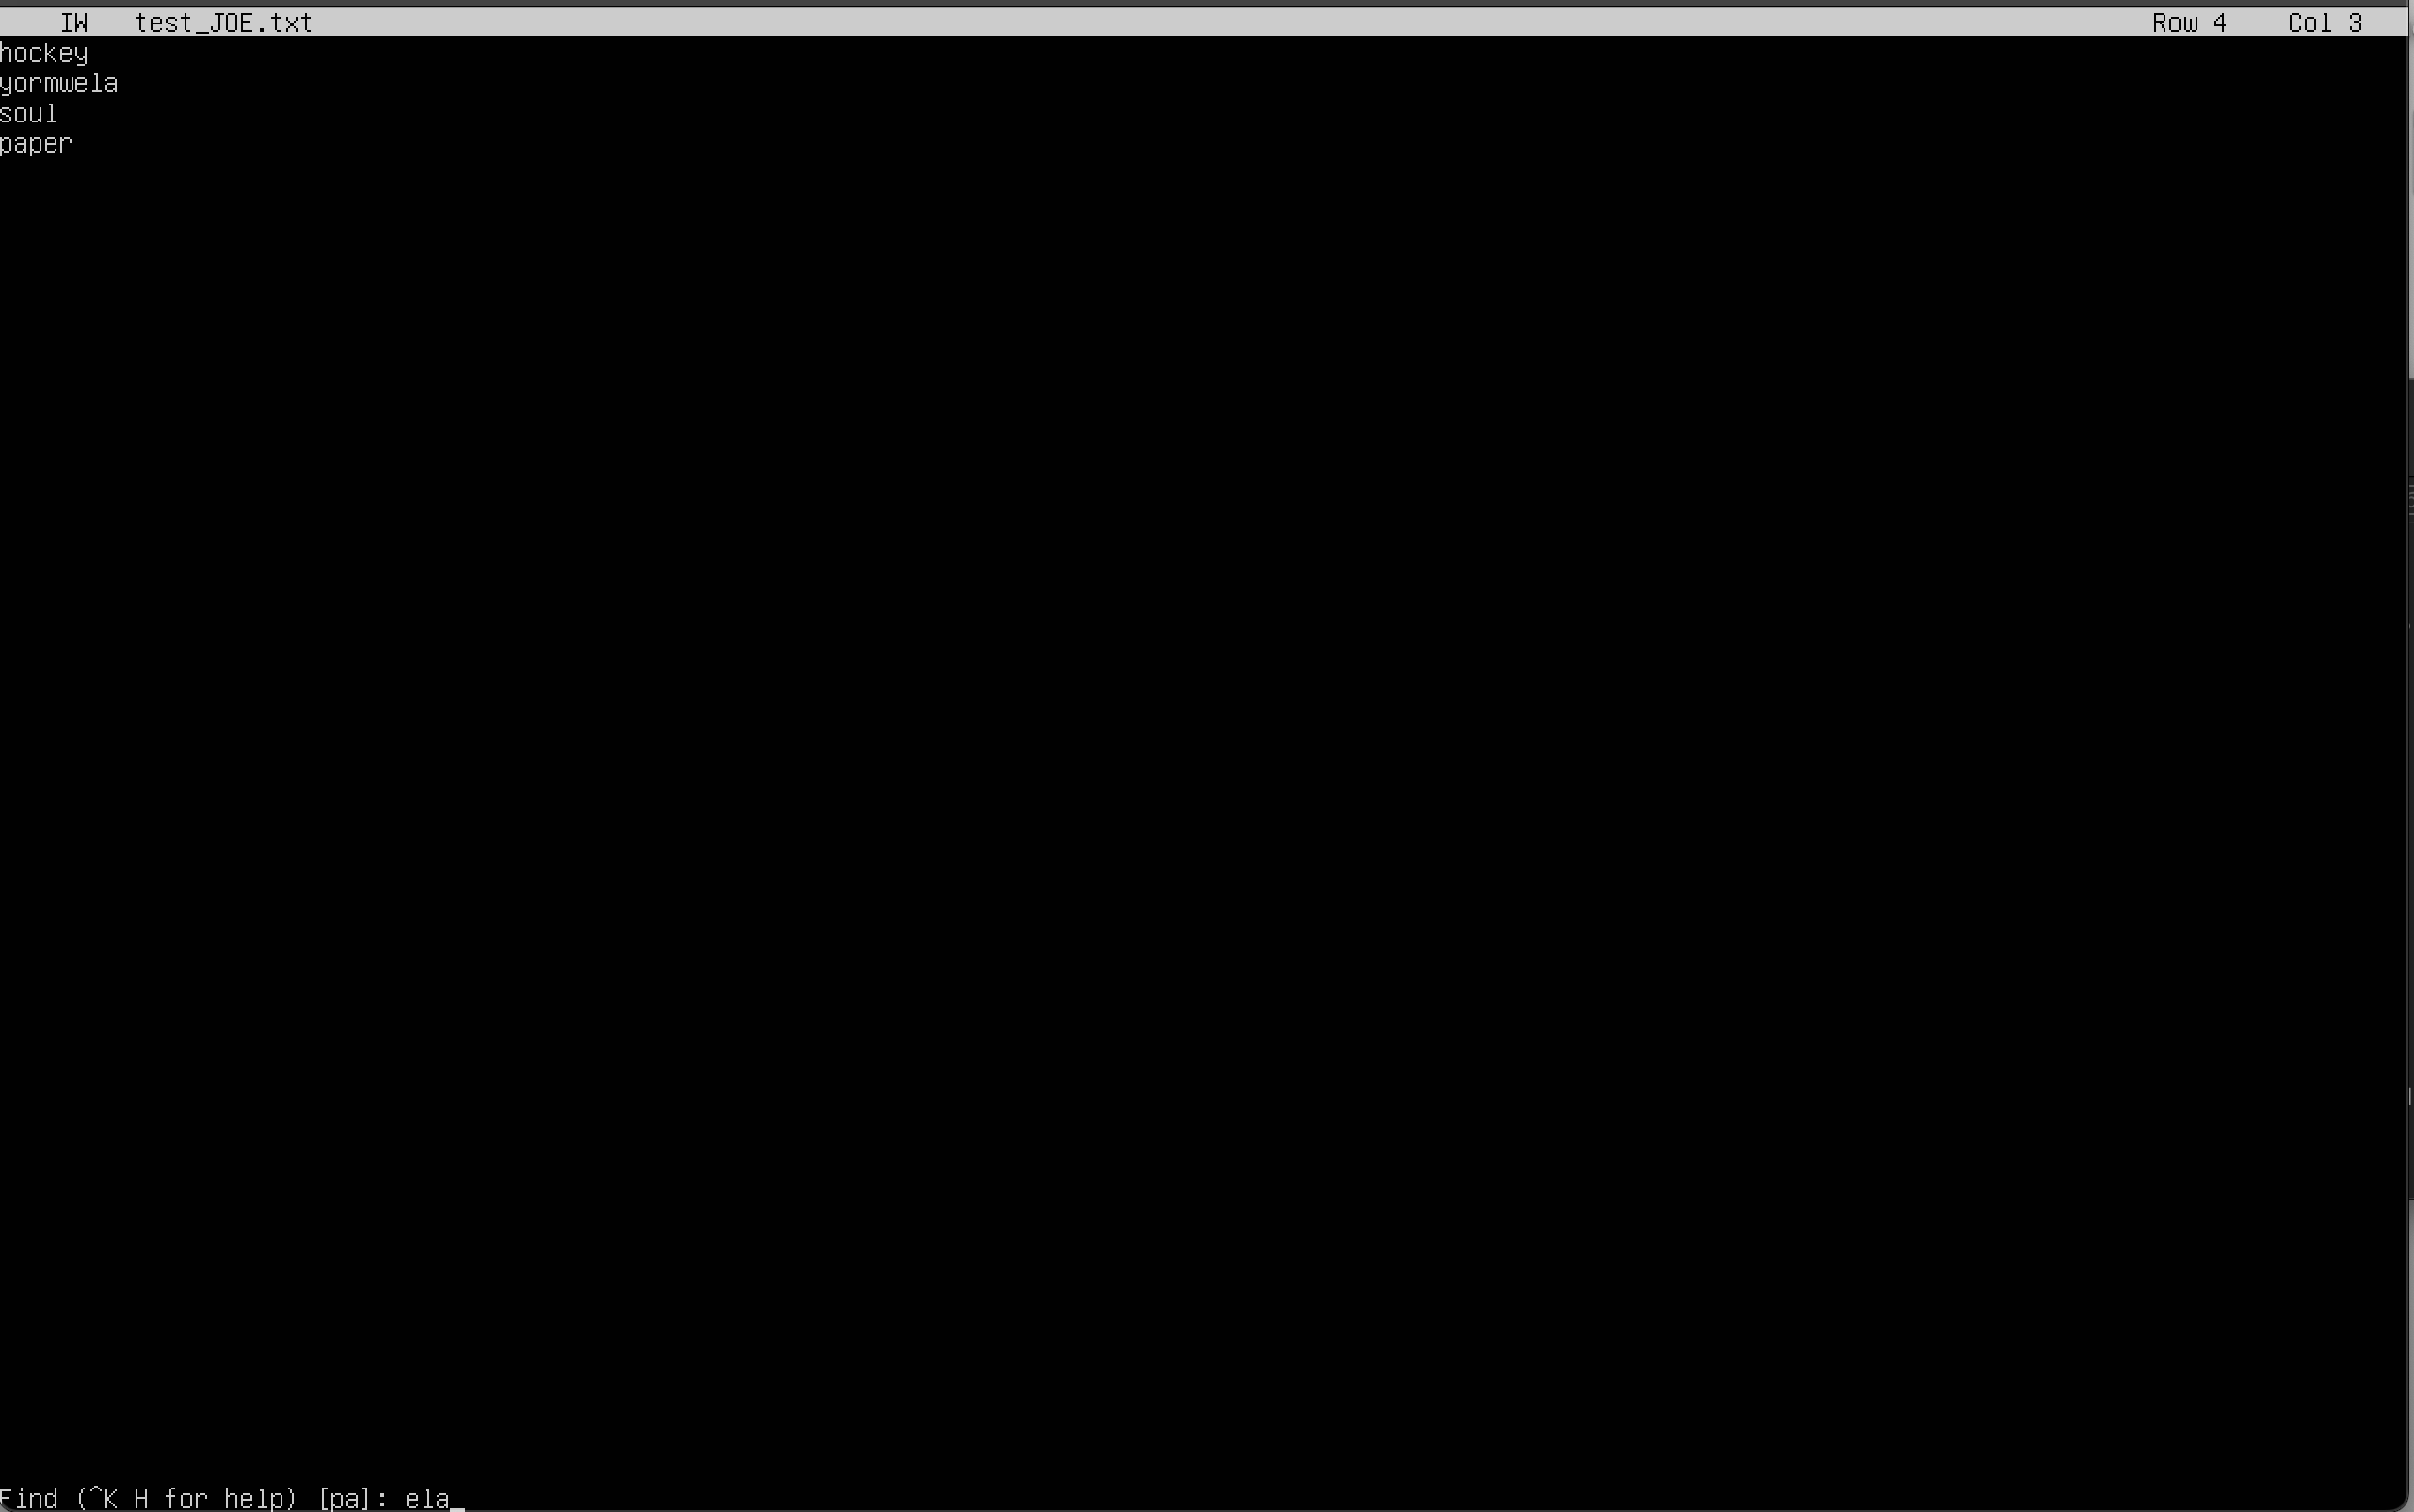 IW test_JOE.txt Row 4 Col 3
hockey
yormwela
soul
paper
Find (^K H for help) [pa]: ela_